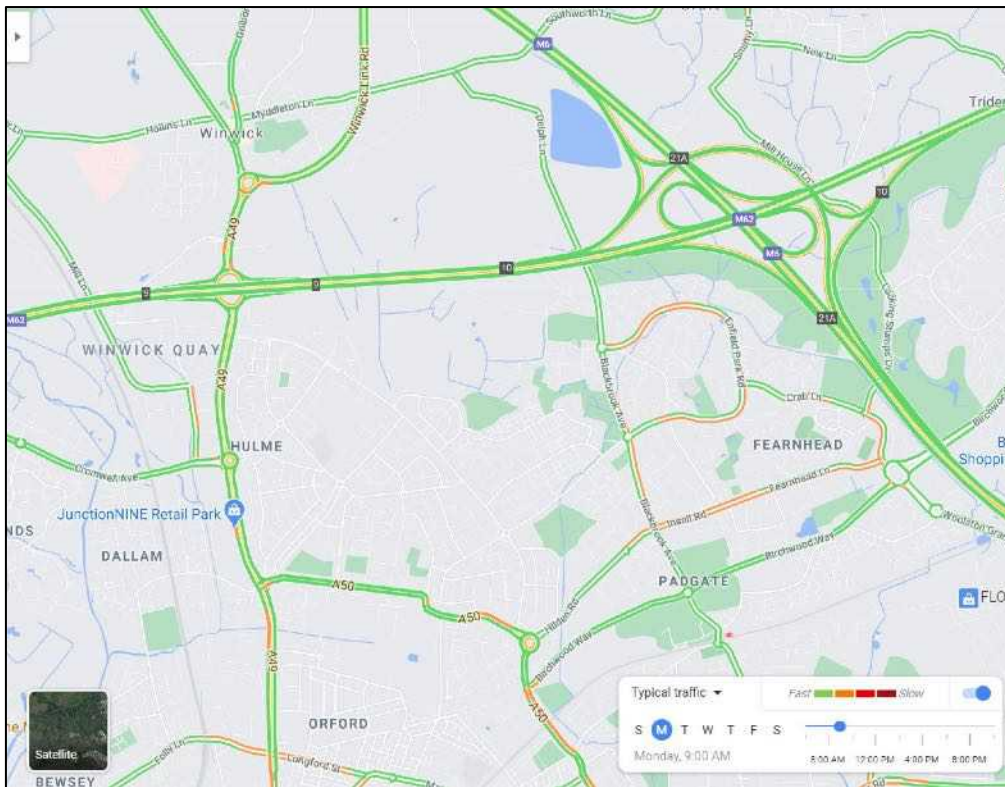 M6
Southworth Ln
New Ln
Myddleton Ln
Hollins Ln
Winwick
Winwick Link Rd
Delph Ln
Mill House Ln
21A
10
M62
M6
A49
Mill Ln
9
9
10
M62
21A
WINWICK QUAY
A49
Enfield Park Rd
Blackbrook Ave
Crab Ln
HULME
FEARNHEAD
Cromwell Ave
Fearnhead Ln
Insall Rd
JunctionNINE Retail Park
Blackbrook Ave
DALLAM
Birchwood Way
A50
PADGATE
A50
Hilden Rd
Birchwood Way
A49
A50
ORFORD
Longford St
BEWSEY
Satellite
Typical traffic
Fast
Slow
S M T W T F S
Monday, 9:00 AM
8:00 AM 12:00 PM 4:00 PM 8:00 PM